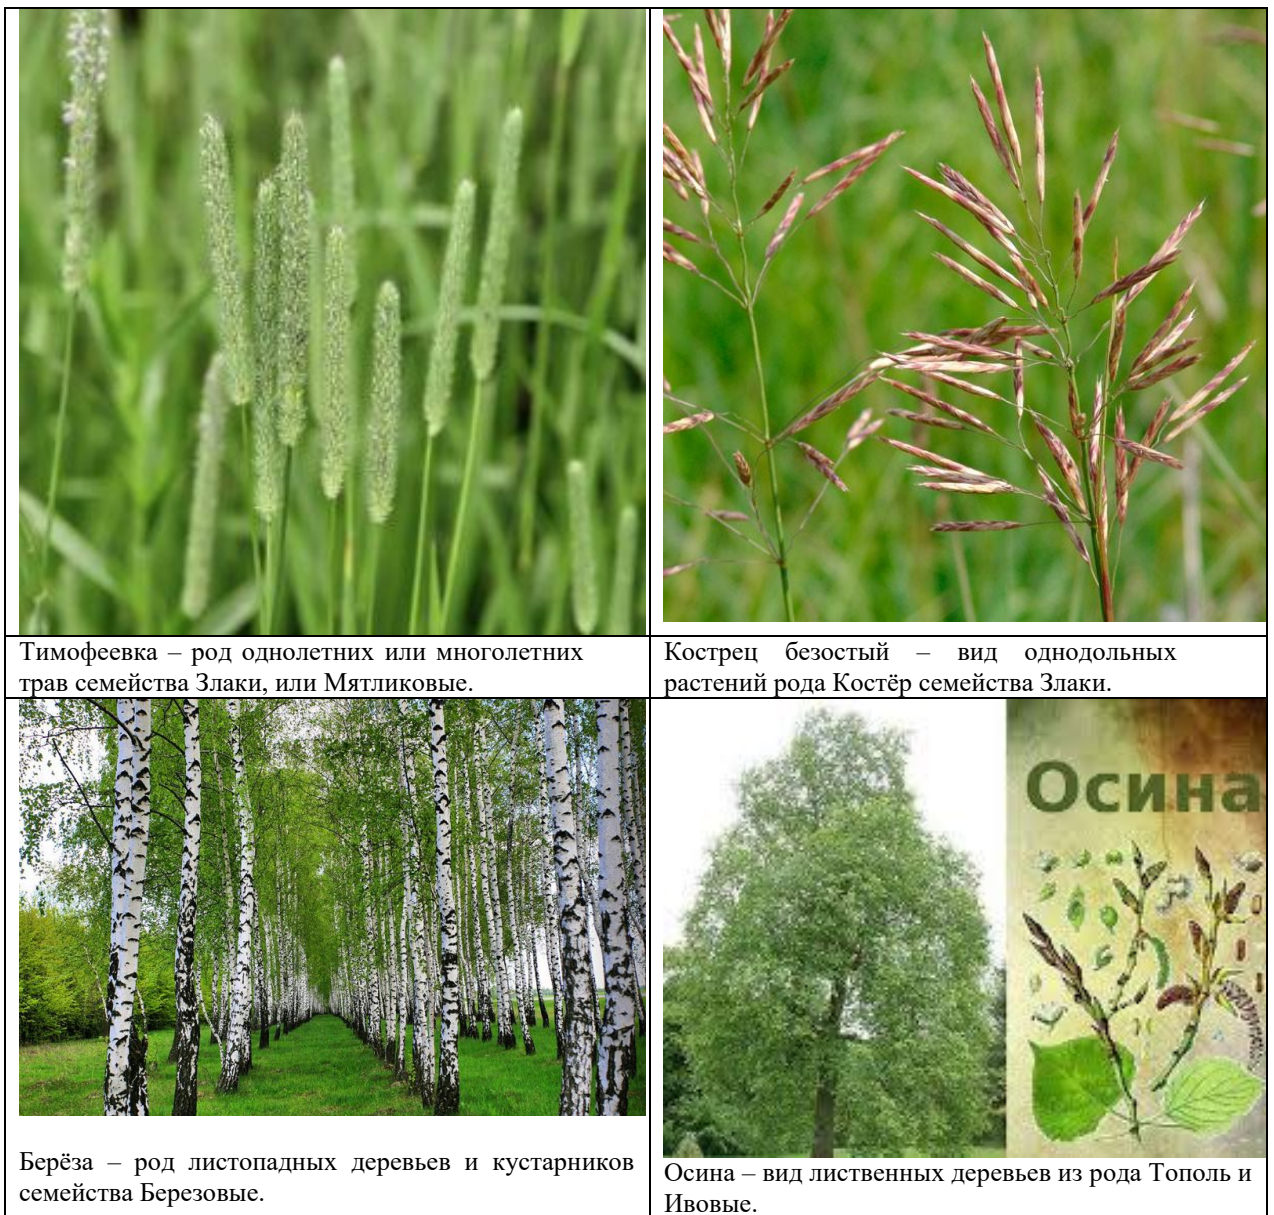 Тимофеевка – род однолетних или многолетних
трав семейства Злаки, или Мятликовые.
Кострец безостый – вид однодольных
растений рода Костёр семейства Злаки.
Осина
Берёза – род листопадных деревьев и кустарников
семейства Березовые.
Осина – вид лиственных деревьев из рода Тополь и
Ивовые.